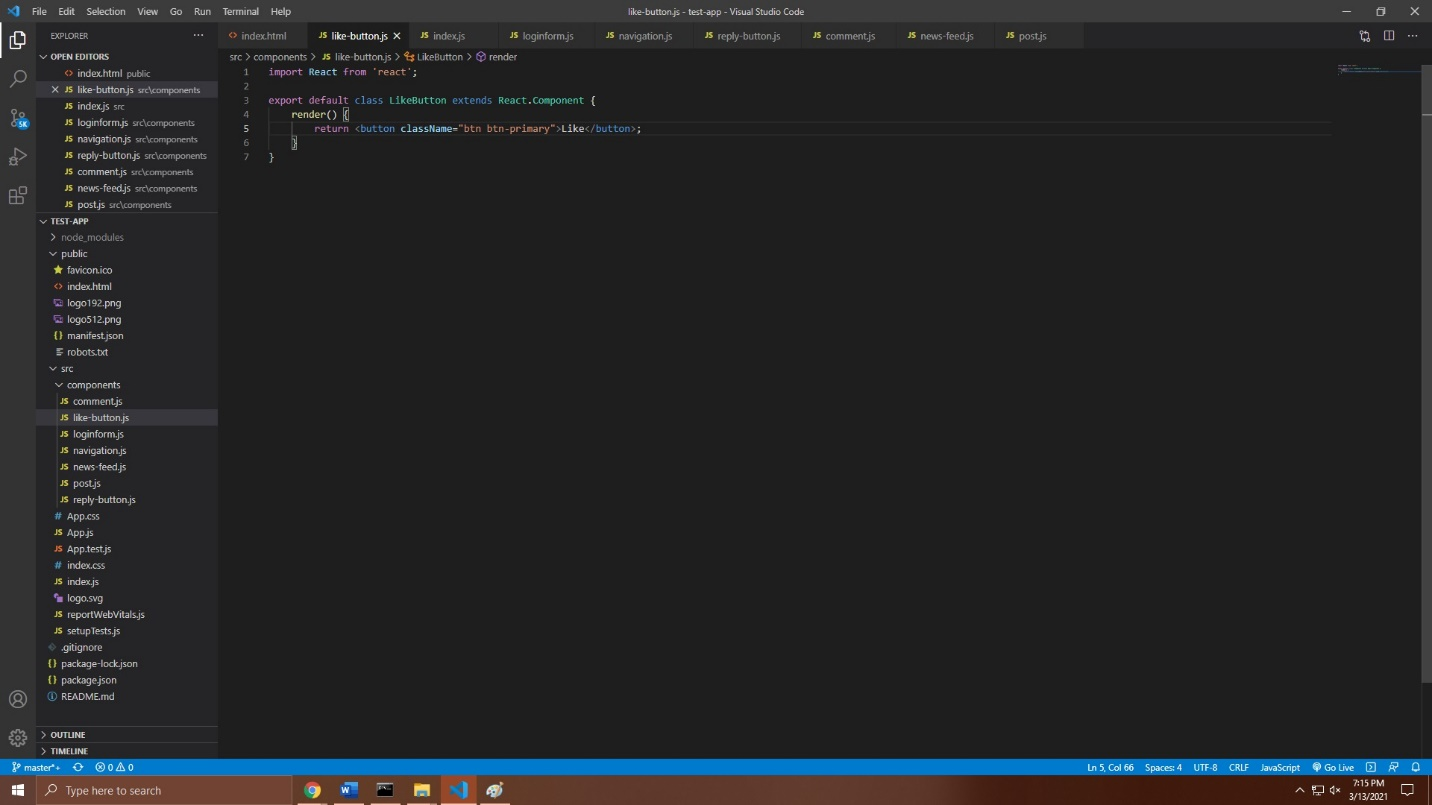 File Edit Selection View Go Run Terminal Help
like-button.js - test-app - Visual Studio Code
EXPLORER
index.html
like-button.js
index.js
loginform.js
navigation.js
reply-button.js
comment.js
news-feed.js
post.js
OPEN EDITORS
index.html public
like-button.js src\components
index.js src
loginform.js src\components
navigation.js src\components
reply-button.js src\components
comment.js src\components
news-feed.js src\components
post.js src\components
TEST-APP
node_modules
public
favicon.ico
index.html
logo192.png
logo512.png
manifest.json
robots.txt
src
components
comment.js
like-button.js
loginform.js
navigation.js
news-feed.js
post.js
reply-button.js
App.css
App.js
App.test.js
index.css
index.js
logo.svg
reportWebVitals.js
setupTests.js
.gitignore
package-lock.json
package.json
README.md
OUTLINE
TIMELINE
src > components > JS like-button.js > LikeButton > render
1 import React from 'react';
2
3 export default class LikeButton extends React.Component {
4 render() {
5 return <button className="btn btn-primary">Like</button>;
6 }
7 }
master*+ 0 0
Ln 5, Col 66 Spaces: 4 UTF-8 CRLF JavaScript Go Live
Type here to search
7:15 PM
3/13/2021